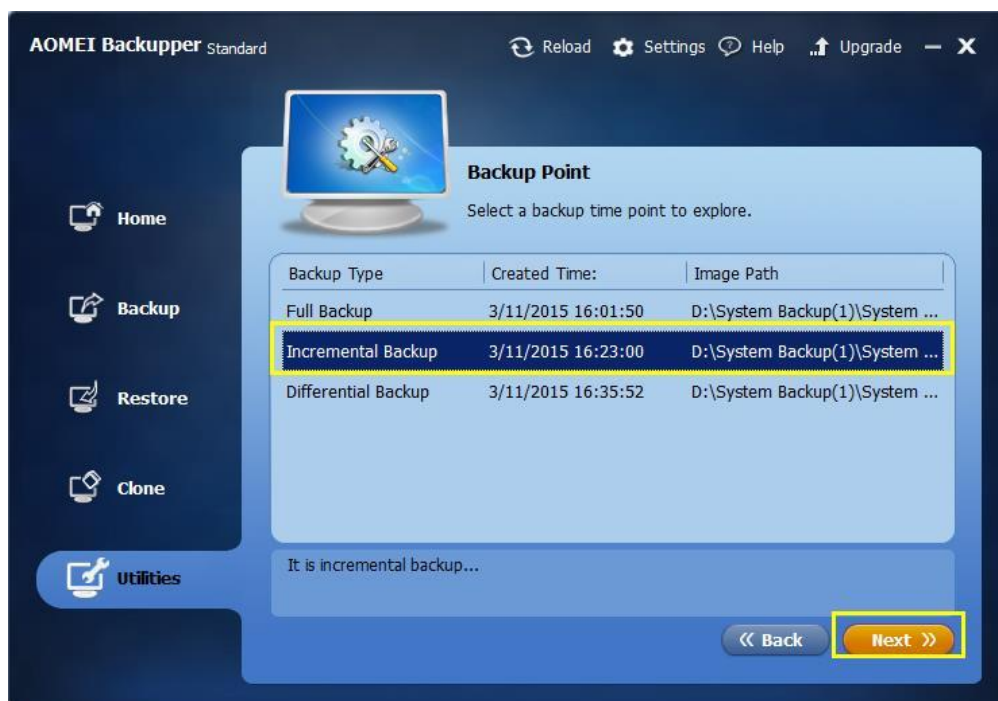 AOMEI Backupper Standard
Reload Settings Help Upgrade
Backup Point
Select a backup time point to explore.
Home
Backup
Restore
Clone
Utilities
Backup Type Created Time: Image Path
Full Backup 3/11/2015 16:01:50 D:\System Backup(1)\System ...
Incremental Backup 3/11/2015 16:23:00 D:\System Backup(1)\System ...
Differential Backup 3/11/2015 16:35:52 D:\System Backup(1)\System ...
It is incremental backup...
Back Next